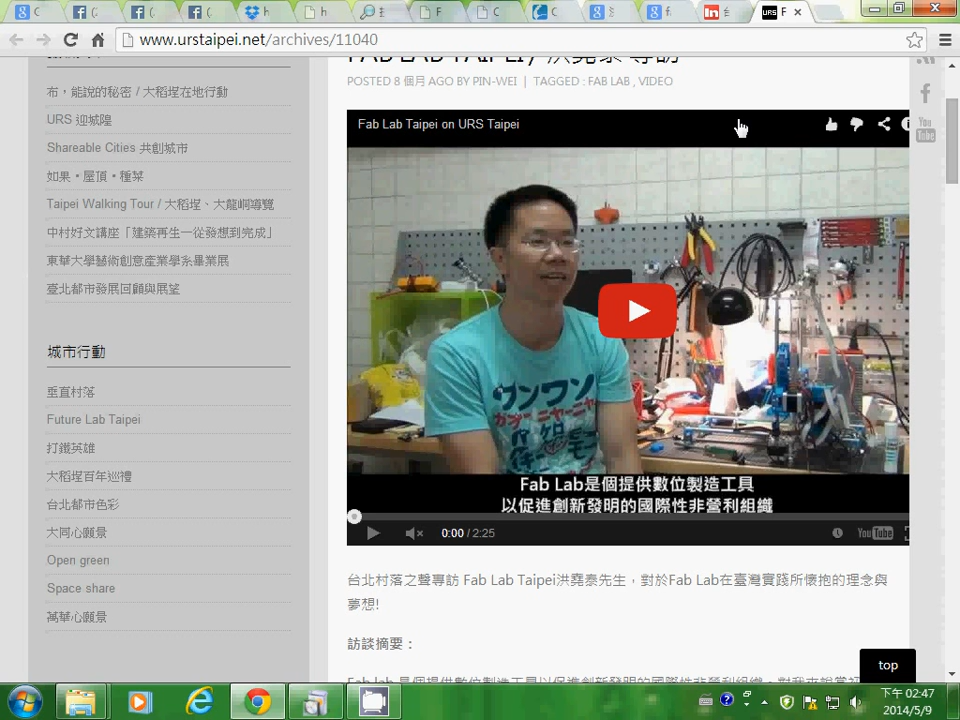 www.urstaipei.net/archives/11040
布，能說的秘密 / 大稻埕在地行動
URS 迎城隍
Shareable Cities 共創城市
如果・屋頂・種菜
Taipei Walking Tour / 大稻埕、大龍峒導覽
中村好文講座「建築再生—從發想到完成」
東華大學藝術創意產業學系畢業展
臺北都市發展回顧與展望
城市行動
垂直村落
Future Lab Taipei
打鐵英雄
大稻埕百年巡禮
台北都市色彩
大同心願景
Open green
Space share
萬華心願景
POSTED 8 個月 AGO BY PIN-WEI | TAGGED : FAB LAB , VIDEO
Fab Lab Taipei on URS Taipei
ワンワン
Fab Lab是個提供數位製造工具
以促進創新發明的國際性非營利組織
0:00 / 2:25
YouTube
台北村落之聲專訪 Fab Lab Taipei洪堯泰先生，對於Fab Lab在臺灣實踐所懷抱的理念與
夢想!
訪談摘要：
top
You Tube
下午 02:47
2014/5/9